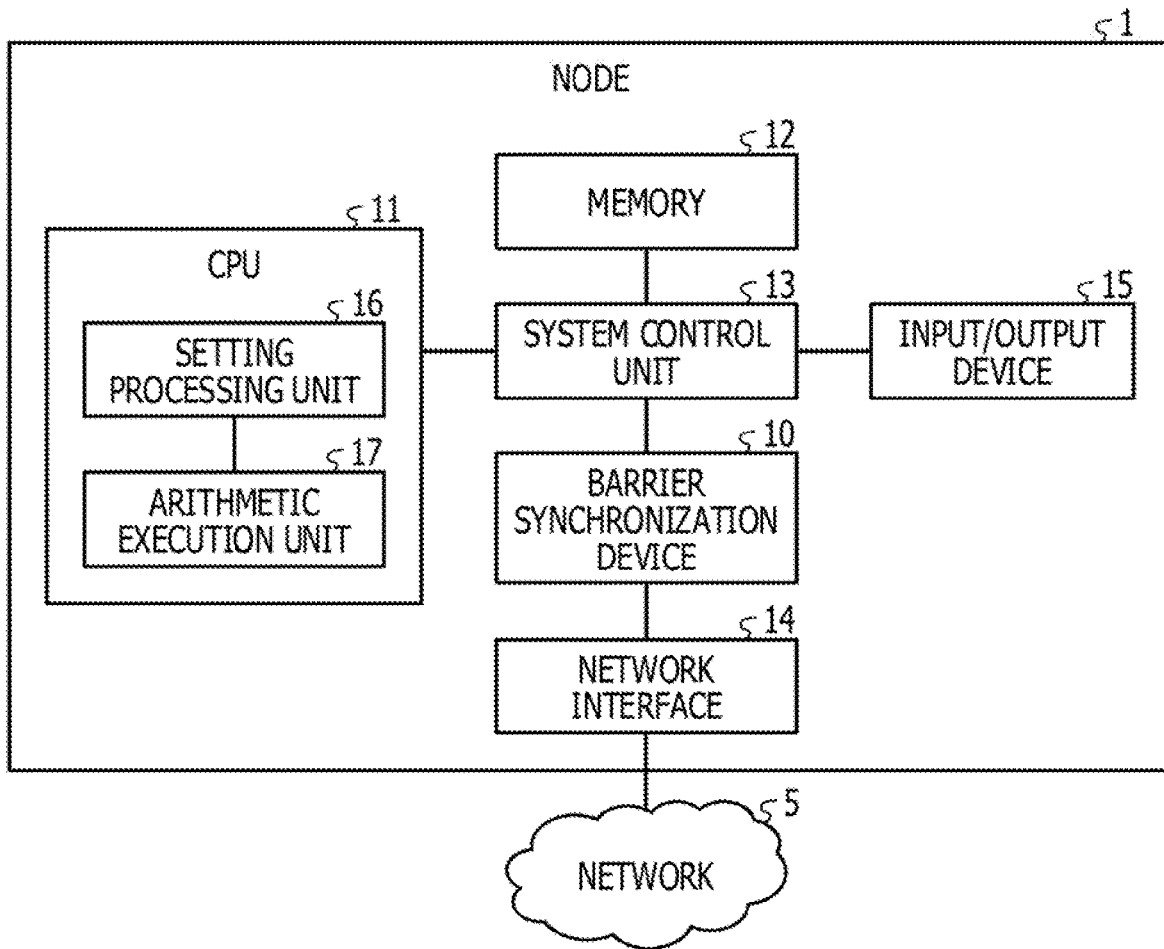 1
NODE
12
MEMORY
11
CPU
16
SETTING
PROCESSING UNIT
17
ARITHMETIC
EXECUTION UNIT
13
SYSTEM CONTROL
UNIT
15
INPUT/OUTPUT
DEVICE
10
BARRIER
SYNCHRONIZATION
DEVICE
14
NETWORK
INTERFACE
5
NETWORK